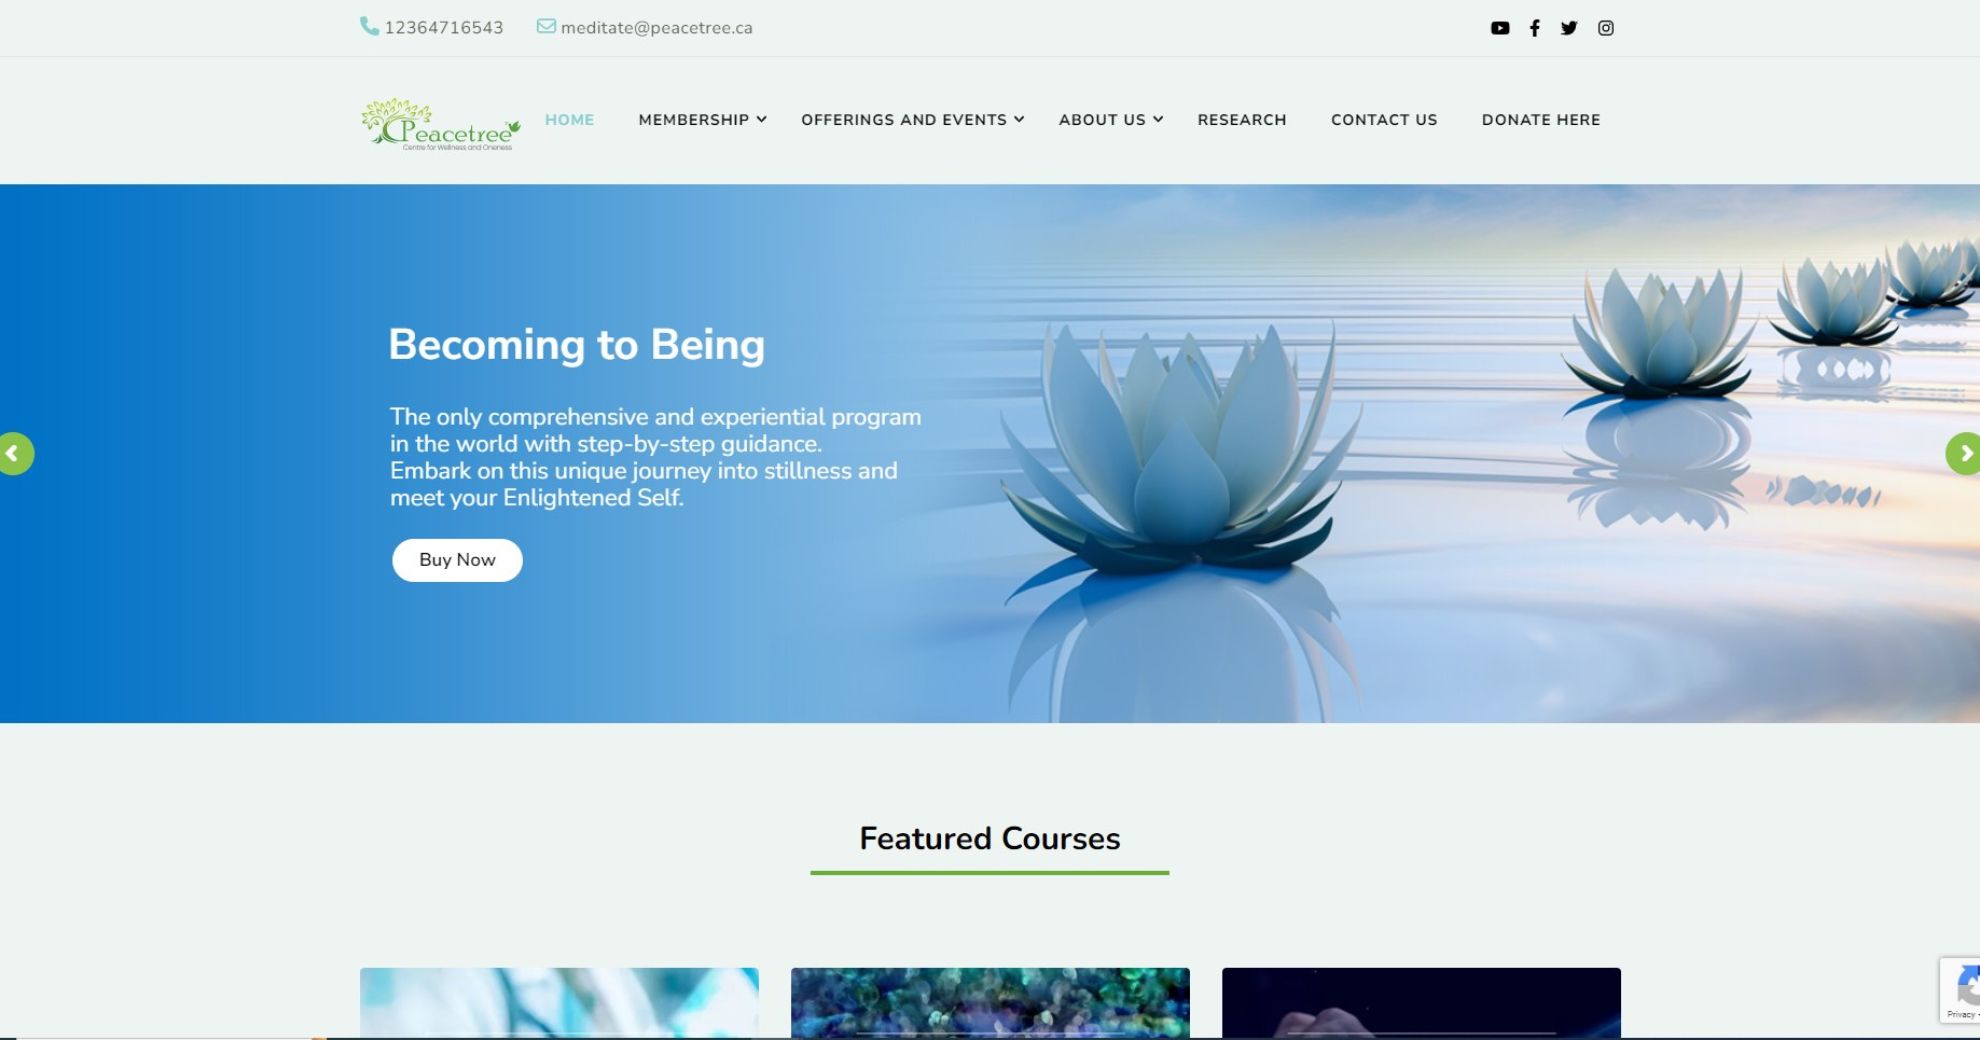 12364716543 meditate@peacetree.ca
Peacetree
Centre for Wellness and Oneness
HOME MEMBERSHIP OFFERINGS AND EVENTS ABOUT US RESEARCH CONTACT US DONATE HERE
Becoming to Being
The only comprehensive and experiential program
in the world with step-by-step guidance.
Embark on this unique journey into stillness and
meet your Enlightened Self.
Buy Now
Featured Courses
Privacy